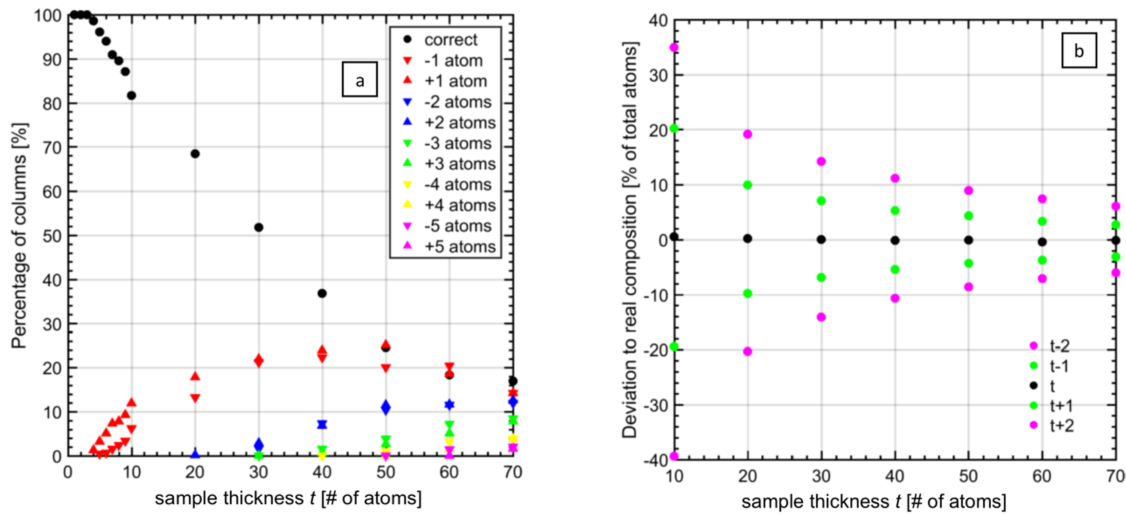 a
Percentage of columns [%]
100
90
80
70
60
50
40
30
20
10
0
correct
-1 atom
+1 atom
-2 atoms
+2 atoms
-3 atoms
+3 atoms
-4 atoms
+4 atoms
-5 atoms
+5 atoms
0 10 20 30 40 50 60 70
sample thickness t [# of atoms]
b
Deviation to real composition [% of total atoms]
40
30
20
10
0
-10
-20
-30
-40
t-2
t-1
t
t+1
t+2
10 20 30 40 50 60 70
sample thickness t [# of atoms]